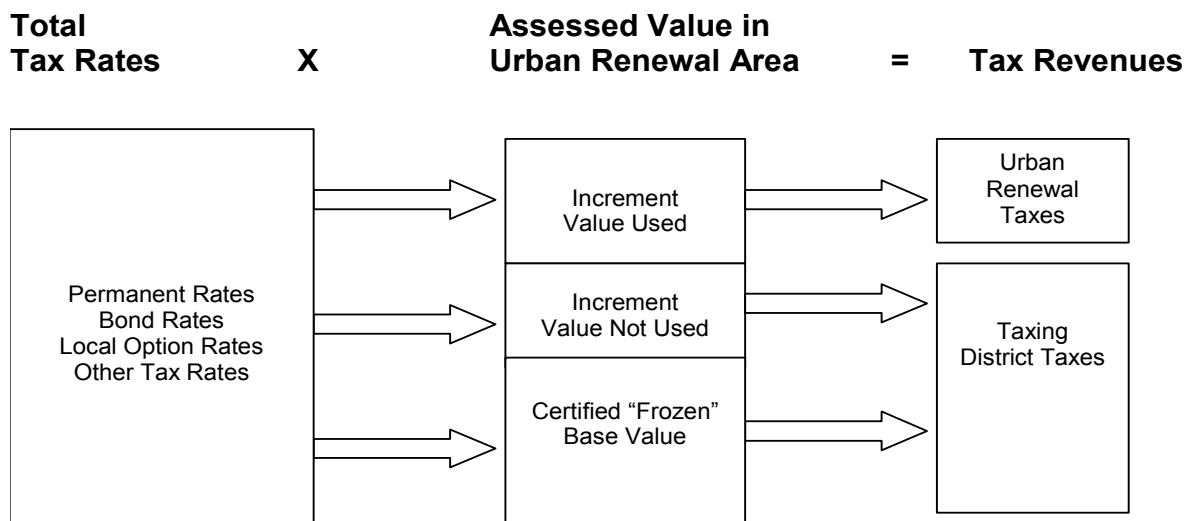 Total
Tax Rates X
Assessed Value in
Urban Renewal Area = Tax Revenues
Permanent Rates
Bond Rates
Local Option Rates
Other Tax Rates
Increment
Value Used
Increment
Value Not Used
Certified “Frozen”
Base Value
Urban
Renewal
Taxes
Taxing
District Taxes